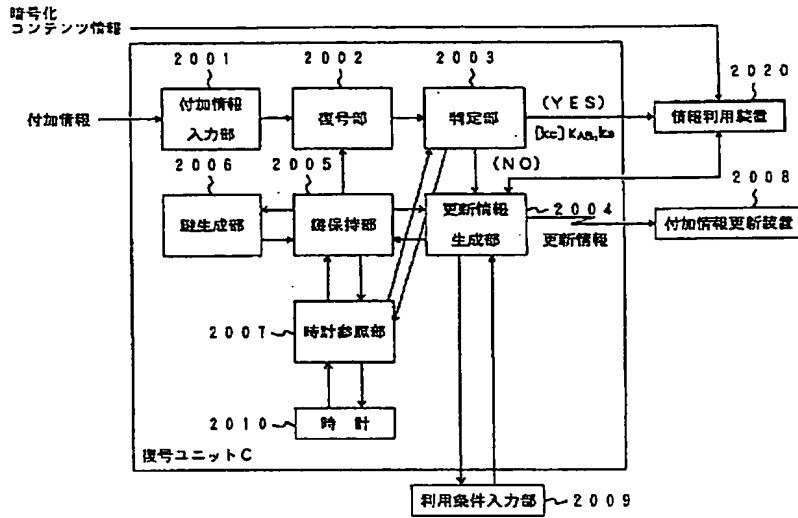 暗号化
コンテンツ情報
2001
2002
2003
2020
付加情報
付加情報
入力部
復号部
判定部
(YES)
情報利用装置
(NO)
2006
2005
2008
鍵生成部
鍵保持部
更新情報
生成部
2004
更新情報
付加情報更新装置
2007
時計参照部
2010
時 計
復号ユニットC
利用条件入力部
2009